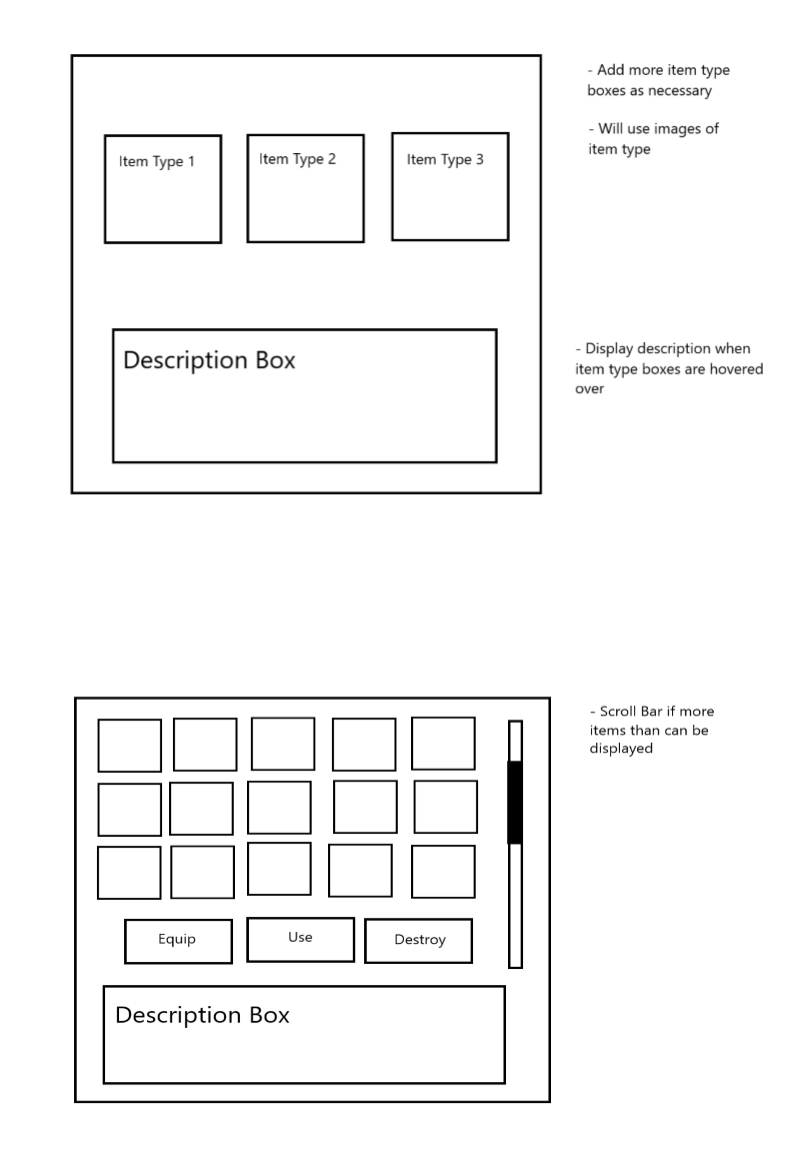 - Add more item type
boxes as necessary
- Will use images of
item type
Item Type 1
Item Type 2
Item Type 3
Description Box
- Display description when
item type boxes are hovered
over
- Scroll Bar if more
items than can be
displayed
Equip
Use
Destroy
Description Box